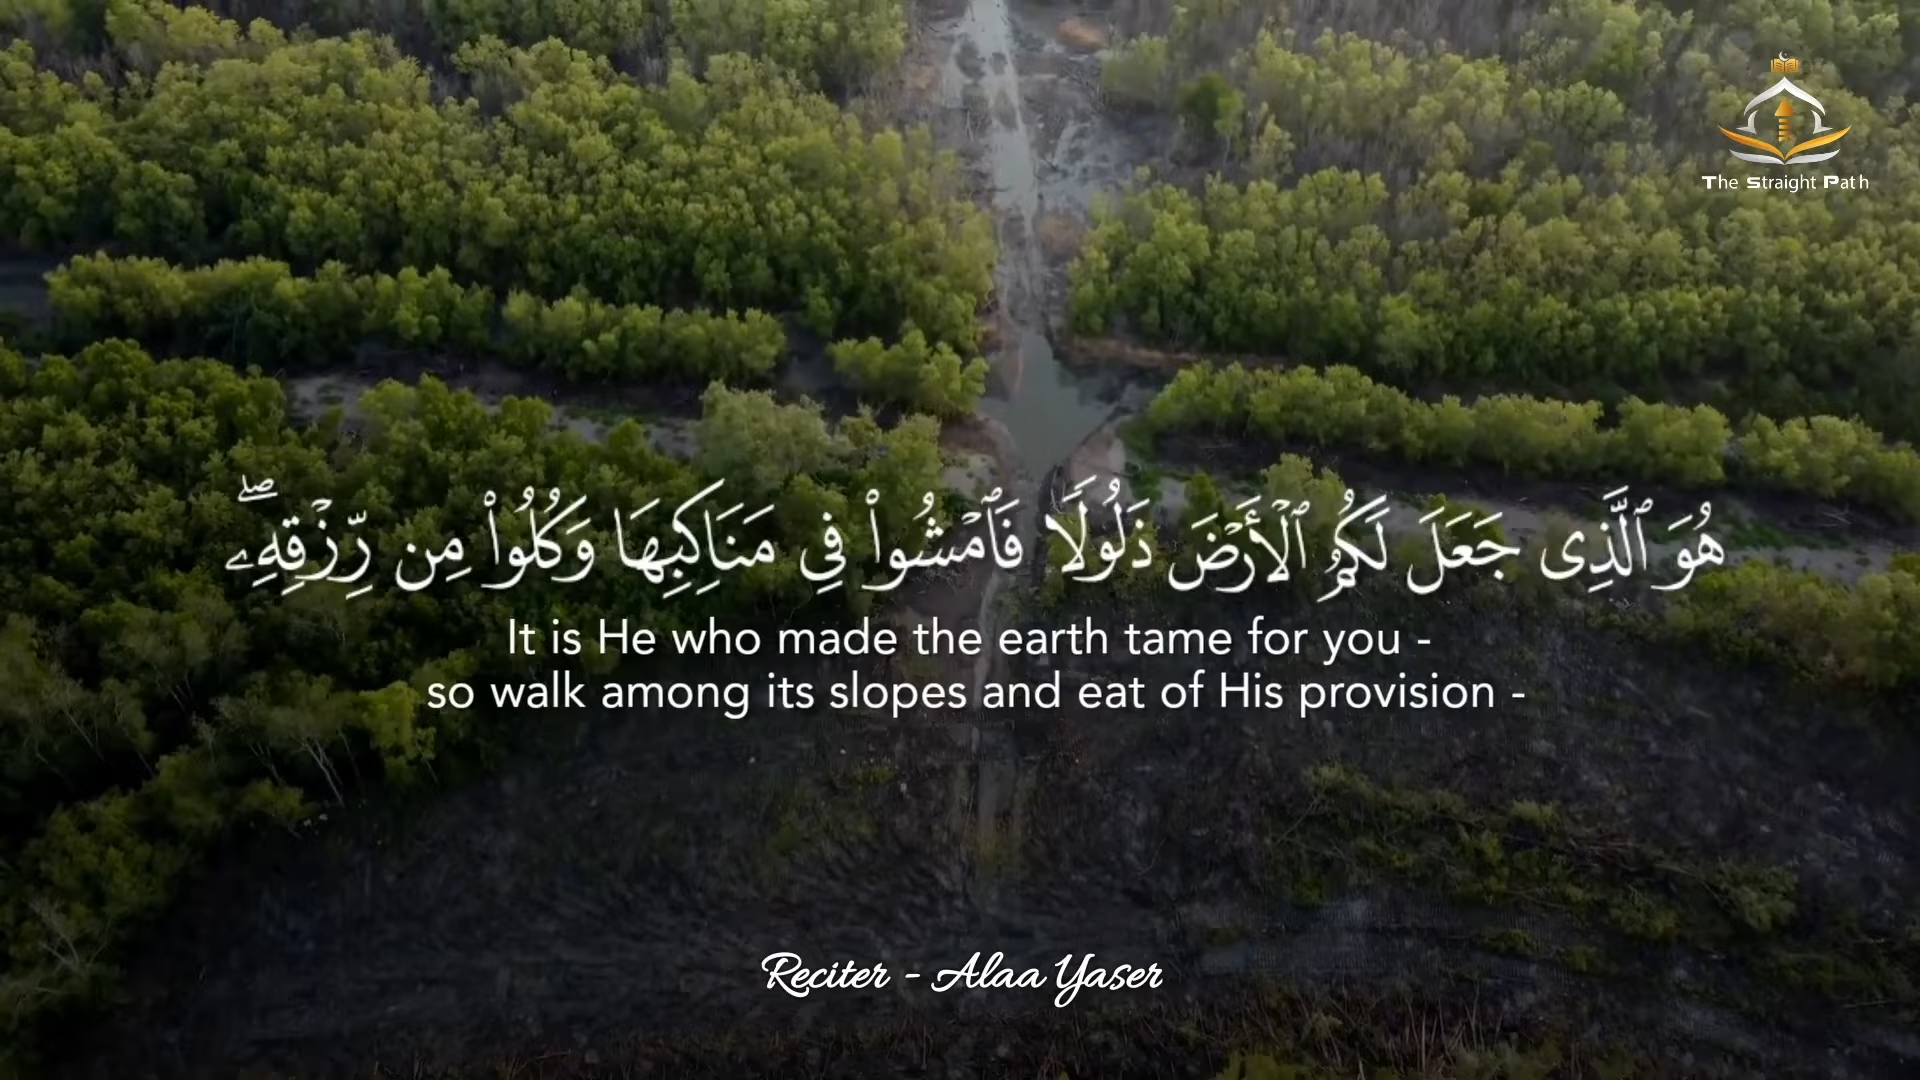 The Straight Path
هُوَ ٱلَّذِى جَعَلَ لَكُمُ ٱلْأَرْضَ ذَلُولًا فَٱمْشُوا۟ فِى مَنَاكِبِهَا وَكُلُوا۟ مِن رِّزْقِهِۦ ۖ
It is He who made the earth tame for you -
so walk among its slopes and eat of His provision -
Reciter - Alaa Yaser